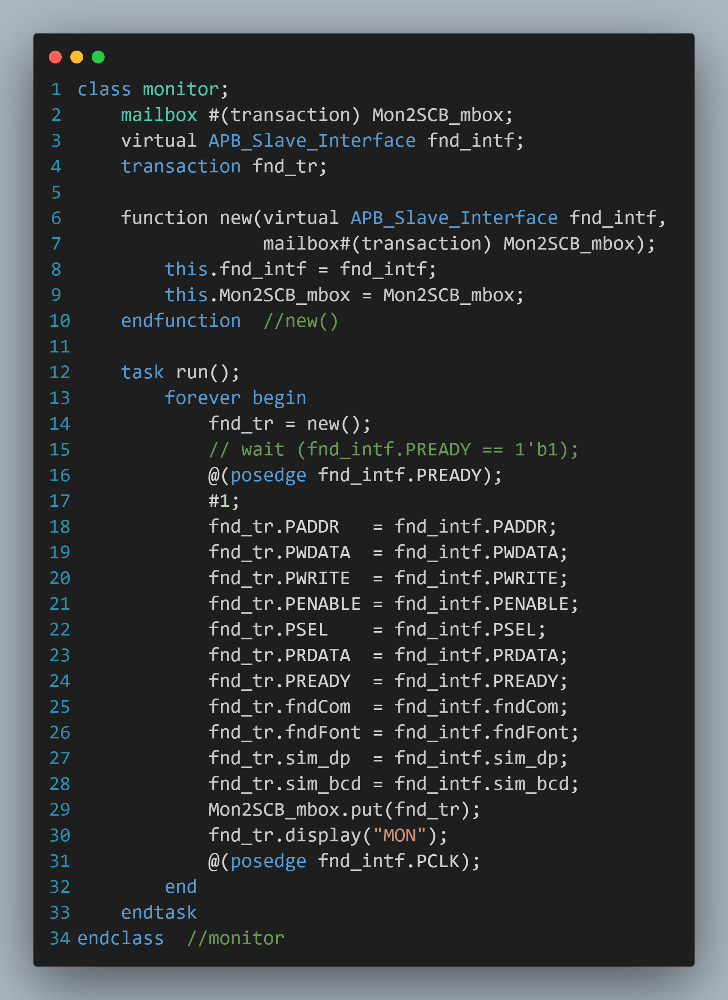 1 class monitor;
2     mailbox #(transaction) Mon2SCB_mbox;
3     virtual APB_Slave_Interface fnd_intf;
4     transaction fnd_tr;
5
6     function new(virtual APB_Slave_Interface fnd_intf,
7                  mailbox#(transaction) Mon2SCB_mbox);
8         this.fnd_intf = fnd_intf;
9         this.Mon2SCB_mbox = Mon2SCB_mbox;
10     endfunction  //new()
11
12     task run();
13         forever begin
14             fnd_tr = new();
15             // wait (fnd_intf.PREADY == 1'b1);
16             @(posedge fnd_intf.PREADY);
17             #1;
18             fnd_tr.PADDR   = fnd_intf.PADDR;
19             fnd_tr.PWDATA  = fnd_intf.PWDATA;
20             fnd_tr.PWRITE  = fnd_intf.PWRITE;
21             fnd_tr.PENABLE = fnd_intf.PENABLE;
22             fnd_tr.PSEL    = fnd_intf.PSEL;
23             fnd_tr.PRDATA  = fnd_intf.PRDATA;
24             fnd_tr.PREADY  = fnd_intf.PREADY;
25             fnd_tr.fndCom  = fnd_intf.fndCom;
26             fnd_tr.fndFont = fnd_intf.fndFont;
27             fnd_tr.sim_dp  = fnd_intf.sim_dp;
28             fnd_tr.sim_bcd = fnd_intf.sim_bcd;
29             Mon2SCB_mbox.put(fnd_tr);
30             fnd_tr.display("MON");
31             @(posedge fnd_intf.PCLK);
32         end
33     endtask
34 endclass  //monitor